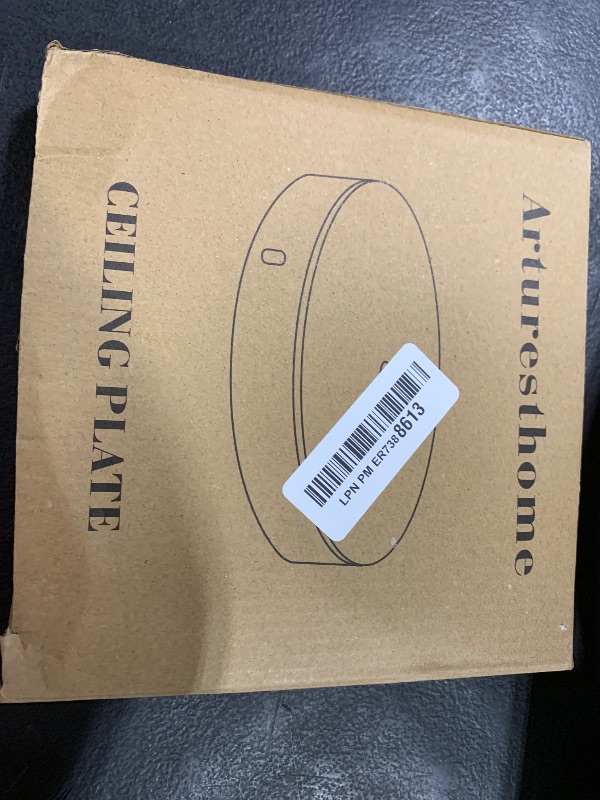 Arturesthome
LPN PM ER7388613
CEILING PLATE